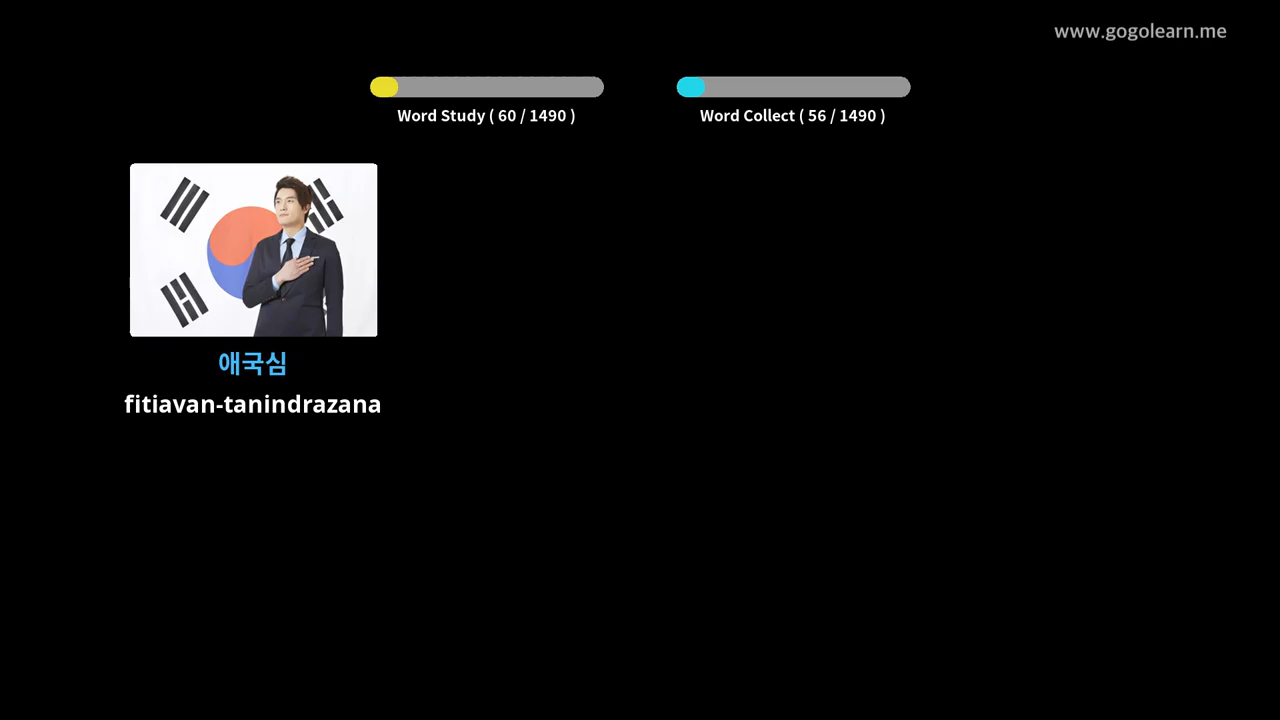 www.gogolearn.me
Word Study ( 60 / 1490 )
Word Collect ( 56 / 1490 )
애국심
fitiavan-tanindrazana